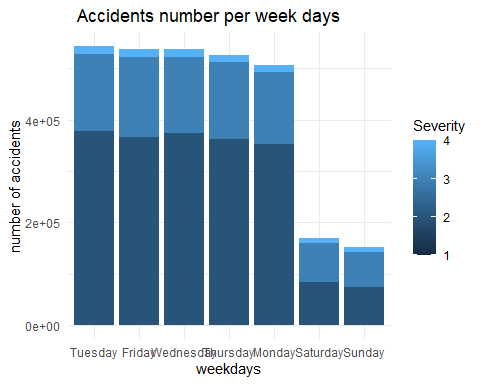 Accidents number per week days
number of accidents
4e+05
2e+05
0e+00
Tuesday Friday Wednesday Thursday Monday Saturday Sunday
weekdays
Severity
4
3
2
1